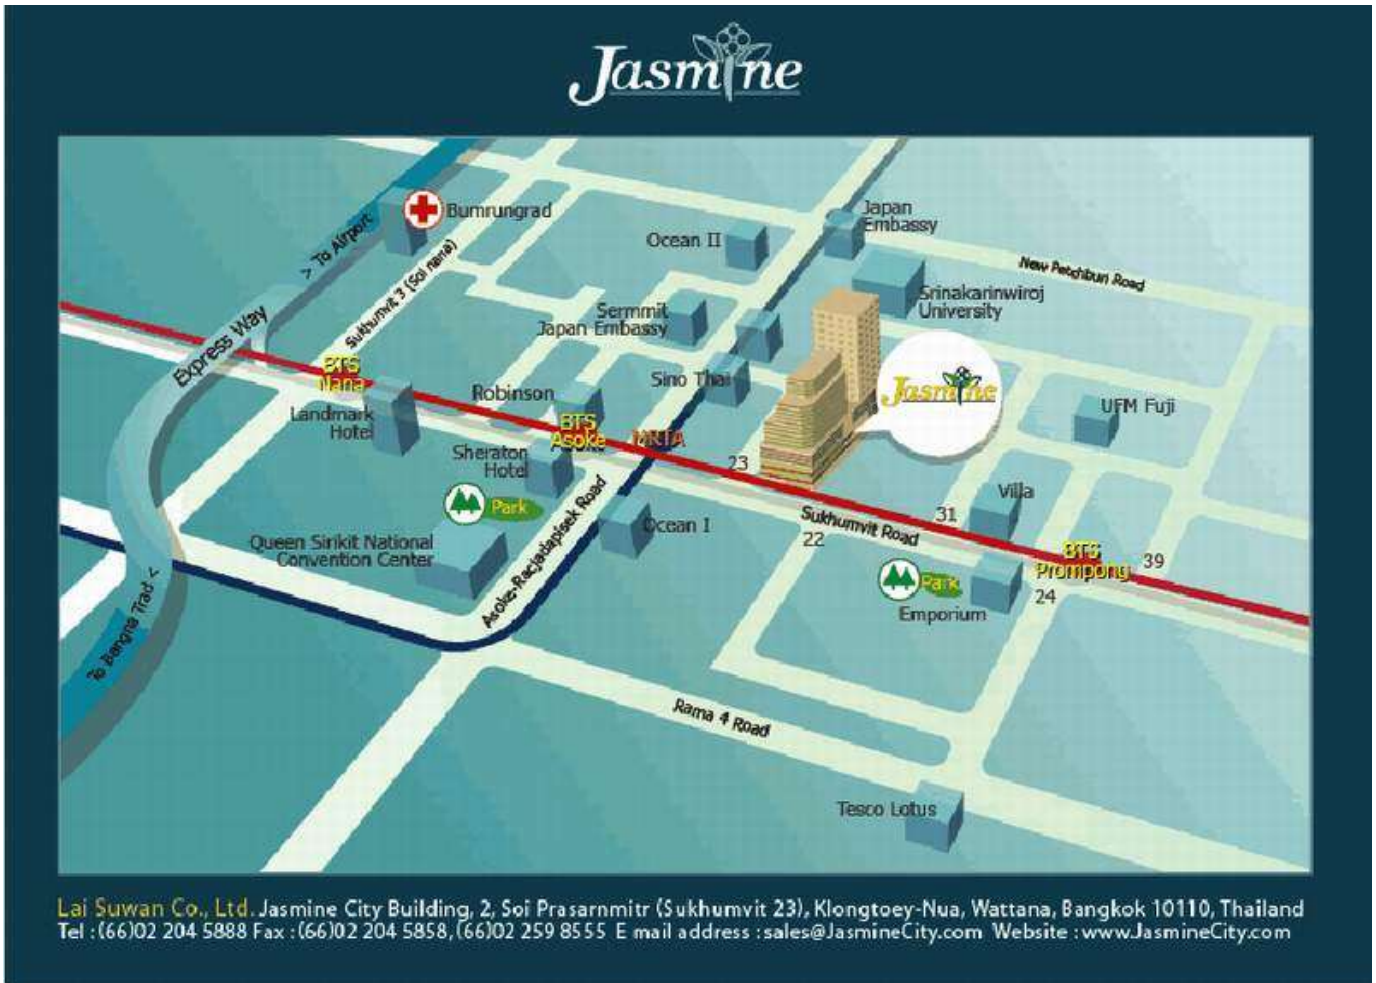 Jasmine
Bumrungrad
Japan
Embassy
> To Airport
Ocean II
New Petchburi Road
Sukhumvit 3 (Soi nana)
Srinakarinwiroj
University
Sermmit
Japan Embassy
Express Way
BTS
Nana
Sino Thai
Jasmine
Robinson
UFM Fuji
Landmark
Hotel
BTS
Asoke
Asoke
MRTA
Sheraton
Hotel
23
Villa
Park
Sukhumvit Road
31
Ocean I
22
Queen Sirikit National
Convention Center
Asoke-Racjadapisek Road
BTS
Prompong
39
Park
24
Emporium
To Bangna Trad <
Rama 4 Road
Tesco Lotus
Lai Suwan Co., Ltd. Jasmine City Building, 2, Soi Prasarnmitr (Sukhumvit 23), Klongtoey-Nua, Wattana, Bangkok 10110, Thailand
Tel :(66)02 204 5888 Fax :(66)02 204 5858, (66)02 259 8555 E mail address :sales@JasmineCity.com Website :www.JasmineCity.com